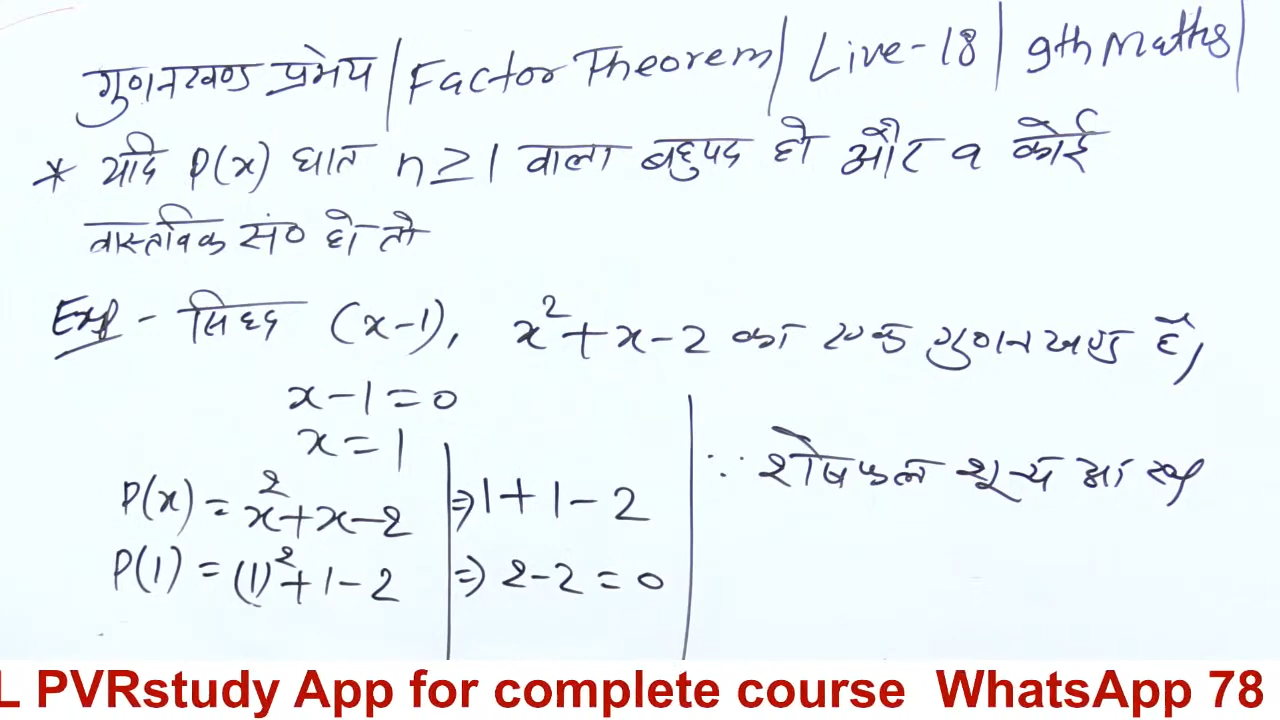 गुणनखण्ड प्रमेय | Factor Theorem | Live-18 | 9th Maths |
* यदि P(x) घात n ≥ 1 वाला बहुपद हो और a कोई
वास्तविक सं० हो तो
Exp - सिध्द (x-1), x²+x-2 का एक गुणनखण्ड है,
x-1=0
x=1
P(x) = x²+x-2
P(1) = (1)²+1-2
⇒ 1+1-2
⇒ 2-2=0
∵ शेषफल शून्य आ
L PVRstudy App for complete course WhatsApp 78